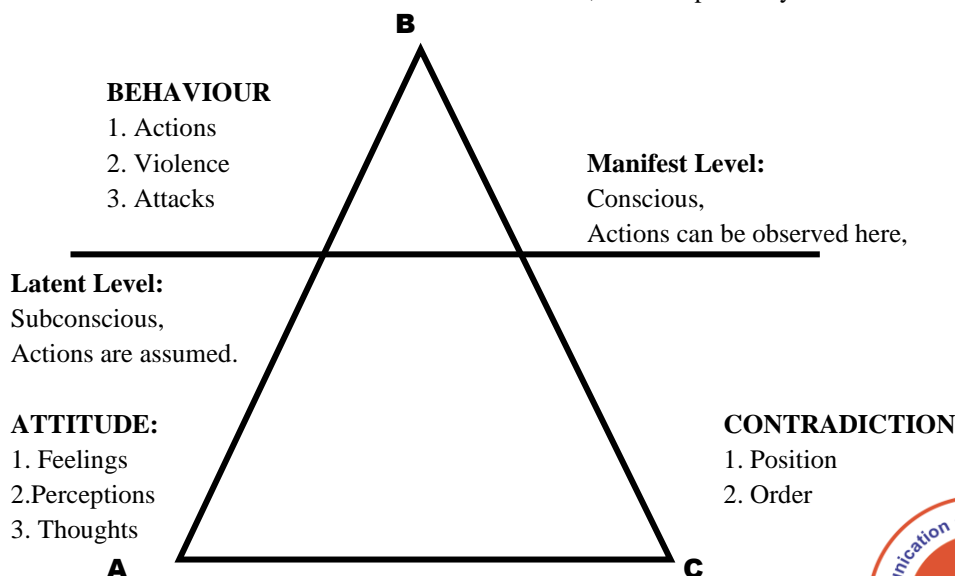 B
BEHAVIOUR
1. Actions
2. Violence
3. Attacks
Manifest Level:
Conscious,
Actions can be observed here,
Latent Level:
Subconscious,
Actions are assumed.
ATTITUDE:
1. Feelings
2.Perceptions
3. Thoughts
CONTRADICTION
1. Position
2. Order
A
C